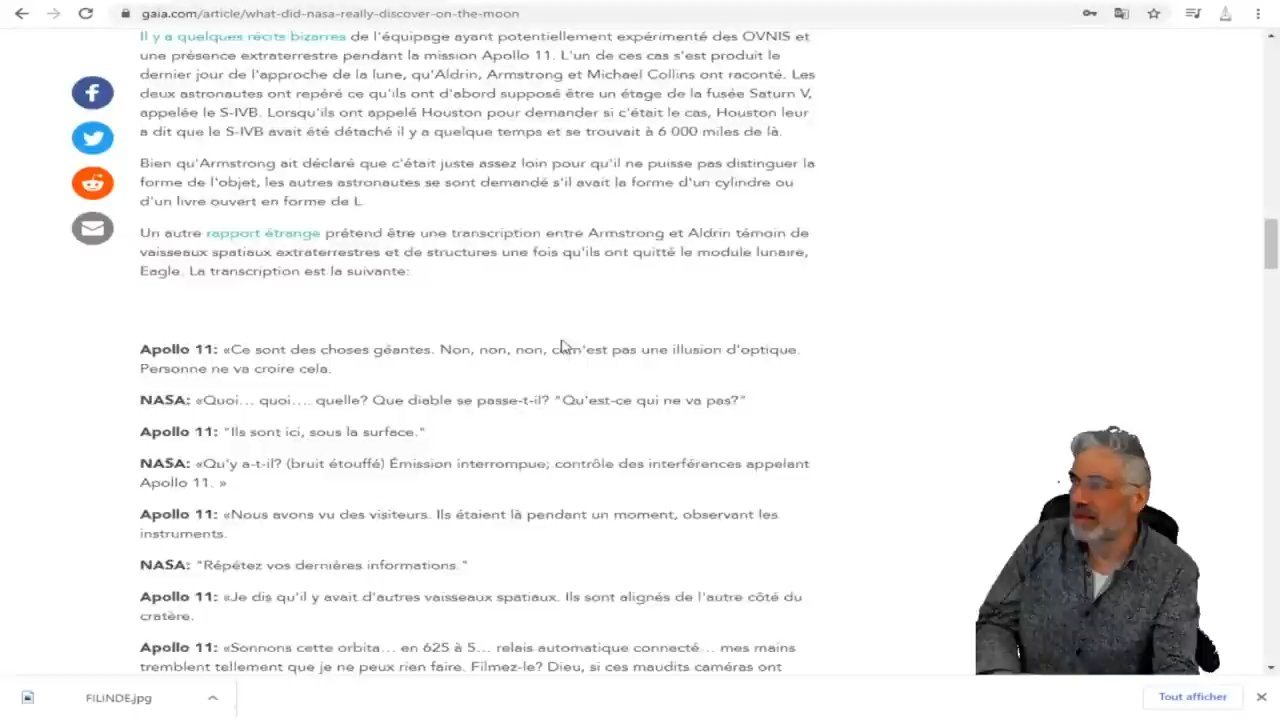 gaia.com/article/what-did-nasa-really-discover-on-the-moon
Il y a quelques récits bizarres de l'équipage ayant potentiellement expérimenté des OVNIS et
une présence extraterrestre pendant la mission Apollo 11. L'un de ces cas s'est produit le
dernier jour de l'approche de la lune, qu'Aldrin, Armstrong et Michael Collins ont raconté. Les
deux astronautes ont repéré ce qu'ils ont d'abord supposé être un étage de la fusée Saturn V,
appelée le S-IVB. Lorsqu'ils ont appelé Houston pour demander si c'était le cas, Houston leur
a dit que le S-IVB avait été détaché il y a quelque temps et se trouvait à 6 000 miles de là.
Bien qu'Armstrong ait déclaré que c'était juste assez loin pour qu'il ne puisse pas distinguer la
forme de l'objet, les autres astronautes se sont demandé s'il avait la forme d'un cylindre ou
d'un livre ouvert en forme de L.
Un autre rapport étrange prétend être une transcription entre Armstrong et Aldrin témoin de
vaisseaux spatiaux extraterrestres et de structures une fois qu'ils ont quitté le module lunaire,
Eagle. La transcription est la suivante:
Apollo 11: «Ce sont des choses géantes. Non, non, non, ce n'est pas une illusion d'optique.
Personne ne va croire cela.
NASA: «Quoi... quoi.... quelle? Que diable se passe-t-il? "Qu'est-ce qui ne va pas?"
Apollo 11: "Ils sont ici, sous la surface."
NASA: «Qu'y a-t-il? (bruit étouffé) Émission interrompue; contrôle des interférences appelant
Apollo 11. »
Apollo 11: «Nous avons vu des visiteurs. Ils étaient là pendant un moment, observant les
instruments.
NASA: "Répétez vos dernières informations."
Apollo 11: «Je dis qu'il y avait d'autres vaisseaux spatiaux. Ils sont alignés de l'autre côté du
cratère.
Apollo 11: «Sonnons cette orbita... en 625 à 5... relais automatique connecté... mes mains
tremblent tellement que je ne peux rien faire. Filmez-le? Dieu, si ces maudits caméras ont
FILINDE.jpg
Tout afficher